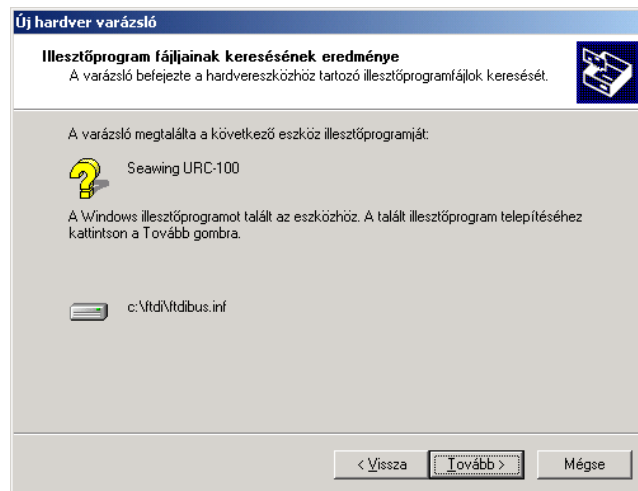 Új hardver varázsló
Illesztőprogram fájljainak keresésének eredménye
A varázsló befejezte a hardvereszközhöz tartozó illesztőprogramfájlok keresését.
A varázsló megtalálta a következő eszköz illesztőprogramját:
Seawing URC-100
A Windows illesztőprogramot talált az eszközhöz. A talált illesztőprogram telepítéséhez
kattintson a Tovább gombra.
c:\ftdi\ftdibus.inf
< Vissza Tovább > Mégse